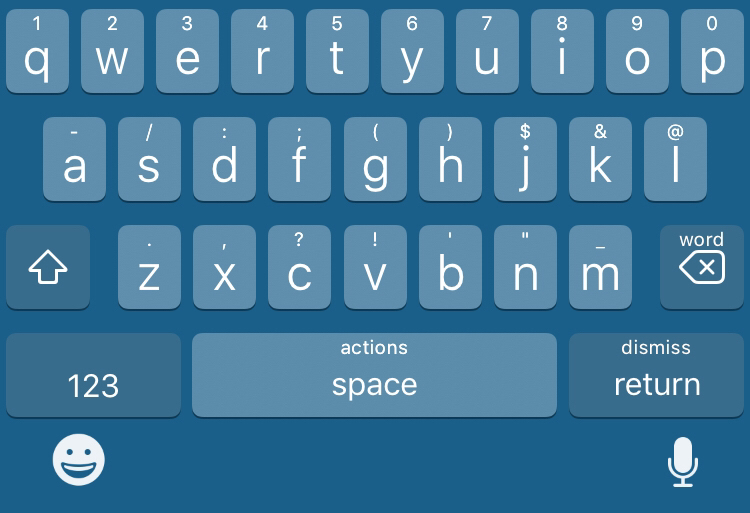 1 2 3 4 5 6 7 8 9 0
q w e r t y u i o p
- / : ; ( ) $ & @
a s d f g h j k l
. , ? ! ' " _ word
z x c v b n m
actions dismiss
123 space return